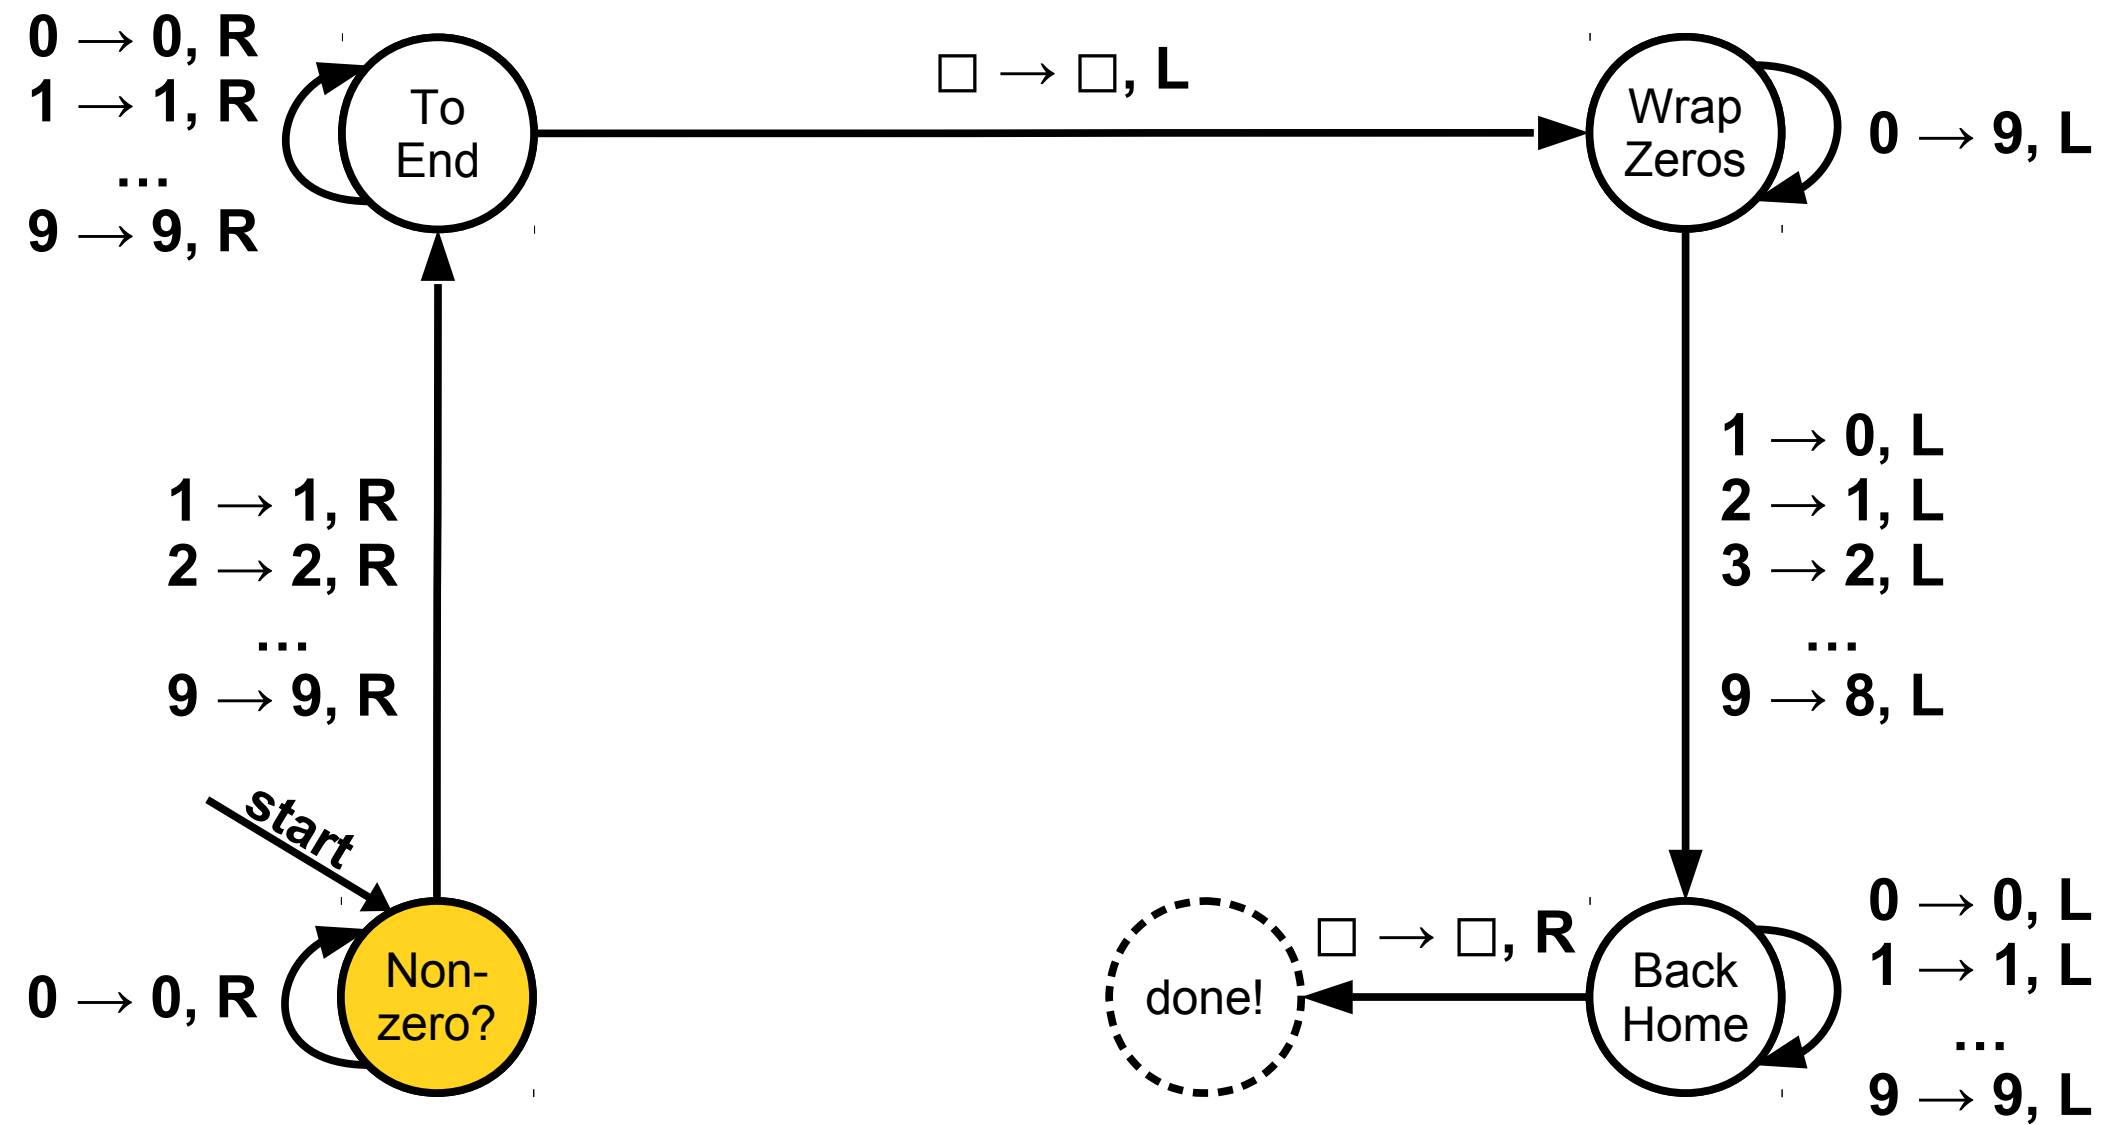 0 → 0, R
1 → 1, R
...
9 → 9, R
To
End
□ → □, L
Wrap
Zeros
0 → 9, L
1 → 1, R
2 → 2, R
...
9 → 9, R
1 → 0, L
2 → 1, L
3 → 2, L
...
9 → 8, L
start
Non-
zero?
0 → 0, R
done!
□ → □, R
Back
Home
0 → 0, L
1 → 1, L
...
9 → 9, L